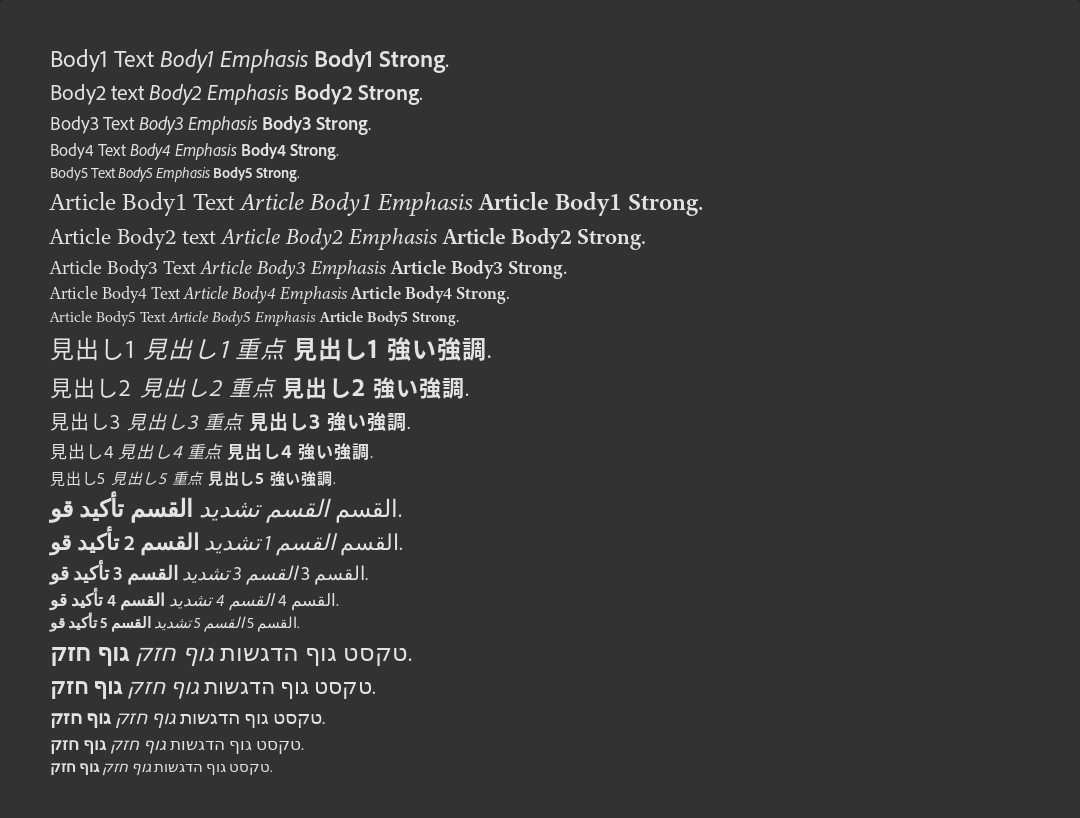 Body1 Text Body1 Emphasis Body1 Strong.
Body2 text Body2 Emphasis Body2 Strong.
Body3 Text Body3 Emphasis Body3 Strong.
Body4 Text Body4 Emphasis Body4 Strong.
Body5 Text Body5 Emphasis Body5 Strong.
Article Body1 Text Article Body1 Emphasis Article Body1 Strong.
Article Body2 text Article Body2 Emphasis Article Body2 Strong.
Article Body3 Text Article Body3 Emphasis Article Body3 Strong.
Article Body4 Text Article Body4 Emphasis Article Body4 Strong.
Article Body5 Text Article Body5 Emphasis Article Body5 Strong.
見出し1 見出し1 重点 見出し1 強い強調.
見出し2 見出し2 重点 見出し2 強い強調.
見出し3 見出し3 重点 見出し3 強い強調.
見出し4 見出し4 重点 見出し4 強い強調.
見出し5 見出し5 重点 見出し5 強い強調.
القسم القسم تشديد القسم تأكيد قو.
القسم القسم 1 تشديد القسم 2 تأكيد قو.
القسم 3 القسم 3 تشديد القسم 3 تأكيد قو.
القسم 4 القسم 4 تشديد القسم 4 تأكيد قو.
القسم 5 القسم 5 تشديد القسم 5 تأكيد قو.
טקסט גוף הדגשות גוף חזק גוף חזק.
טקסט גוף הדגשות גוף חזק גוף חזק.
טקסט גוף הדגשות גוף חזק גוף חזק.
טקסט גוף הדגשות גוף חזק גוף חזק.
טקסט גוף הדגשות גוף חזק גוף חזק.